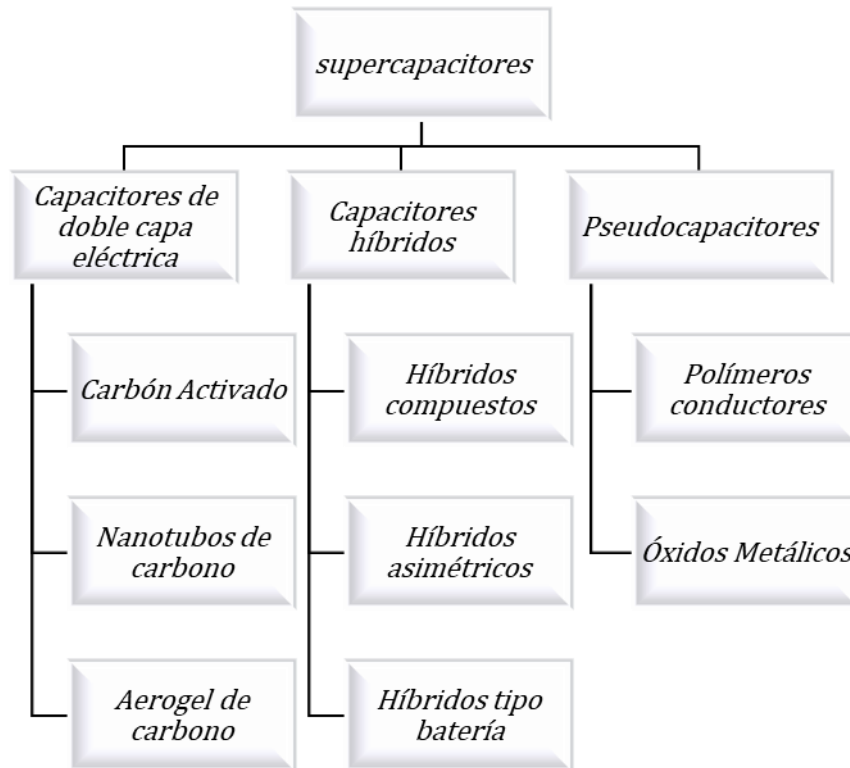 supercapacitores
Capacitores de
doble capa
eléctrica
Capacitores
híbridos
Pseudocapacitores
Carbón Activado
Híbridos
compuestos
Polímeros
conductores
Nanotubos de
carbono
Híbridos
asimétricos
Óxidos Metálicos
Aerogel de
carbono
Híbridos tipo
batería